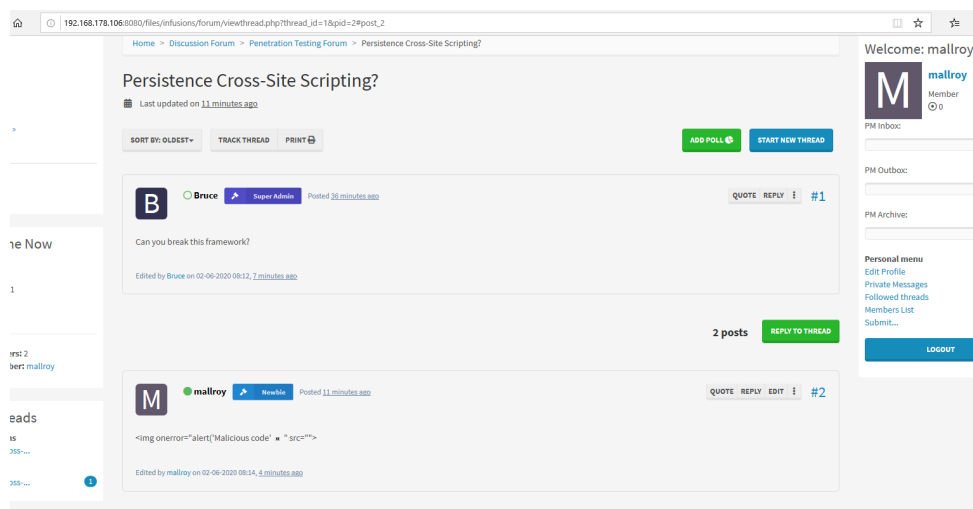 192.168.178.106:8080/files/infusions/forum/viewthread.php?thread_id=1&pid=2#post_2
Home > Discussion Forum > Penetration Testing Forum > Persistence Cross-Site Scripting?
Persistence Cross-Site Scripting?
Last updated on 11 minutes ago
SORT BY: OLDEST
TRACK THREAD
PRINT
ADD POLL
START NEW THREAD
B
Bruce
Super Admin
Posted 36 minutes ago
QUOTE REPLY
#1
Can you break this framework?
Edited by Bruce on 02-06-2020 08:12, 7 minutes ago
2 posts
REPLY TO THREAD
M
mallroy
Newbie
Posted 11 minutes ago
QUOTE REPLY EDIT
#2
<img onerror="alert('Malicious code' " src="">
Edited by mallroy on 02-06-2020 08:14, 4 minutes ago
»
ne Now
1
ers: 2
ber: mallroy
eads
ns
oss-...
oss-...
1
Welcome: mallroy
M
mallroy
Member
0
PM Inbox:
PM Outbox:
PM Archive:
Personal menu
Edit Profile
Private Messages
Followed threads
Members List
Submit...
LOGOUT